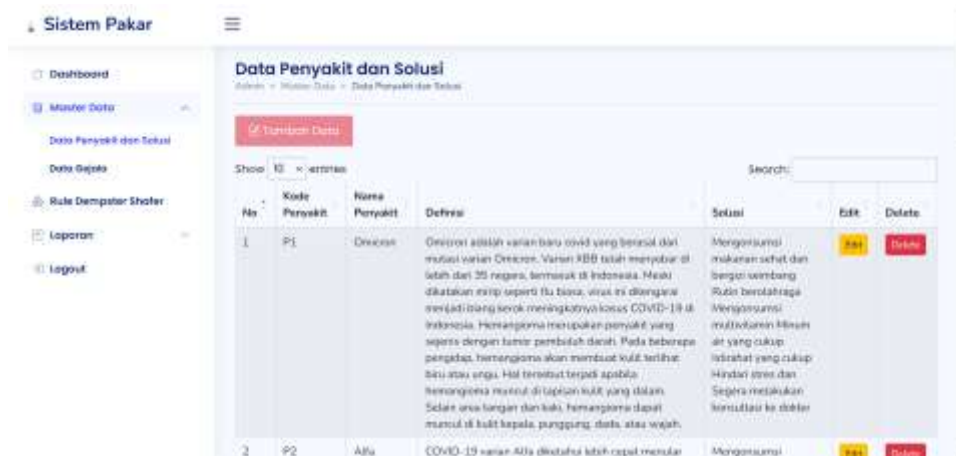 Sistem Pakar
Data Penyakit dan Solusi
Admin > Master Data > Data Penyakit dan Solusi
Dashboard
Master Data
Data Penyakit dan Solusi
Data Gejala
Rule Dempster Shafer
Laporan
Logout
Tambah Data
Show 10 entries
Search:
No
Kode
Penyakit
Nama
Penyakit
Definisi
Solusi
Edit
Delete
1
P1
Omicron
Omicron adalah varian baru covid yang berasal dari
mutasi varian Omicron. Varian XBB telah menyebar di
lebih dari 35 negara, termasuk di Indonesia. Meski
dikatakan mirip seperti flu biasa, virus ini
menjadi biang kerok meningkatnya kasus COVID-19 di
Indonesia. Hemangioma merupakan penyakit yang
sejenis dengan tumor pembuluh darah. Pada beberapa
pengidap, hemangioma akan membuat kulit terlihat
biru atau ungu. Hal tersebut terjadi apabila
hemangioma muncul di lapisan kulit yang dalam.
Selain area tangan dan kaki, hemangioma dapat
muncul di kulit kepala, punggung, dada, atau wajah.
Mengonsumsi
makanan sehat dan
bergizi seimbang
Rutin berolahraga
Mengonsumsi
multivitamin Minum
air yang cukup
Istirahat yang cukup
Hindari stres dan
Segera melakukan
konsultasi ke dokter
Edit
Delete
2
P2
Alfa
COVID-19 varian Alfa diketahui lebih cepat menular
Mengonsumsi
Edit
Delete